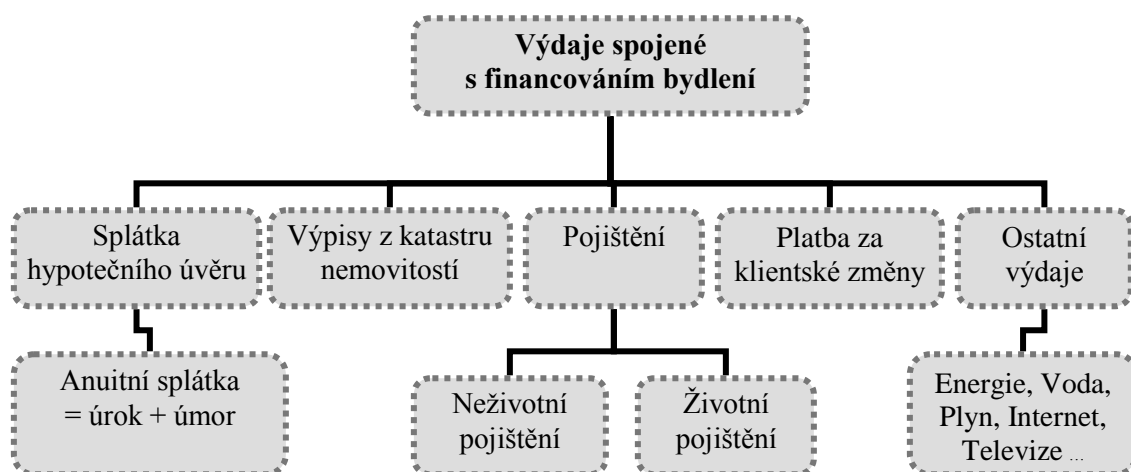 Výdaje spojené
s financováním bydlení
Splátka
hypotečního úvěru
Výpisy z katastru
nemovitostí
Pojištění
Platba za
klientské změny
Ostatní
výdaje
Anuitní splátka
= úrok + úmor
Neživotní
pojištění
Životní
pojištění
Energie, Voda,
Plyn, Internet,
Televize ...